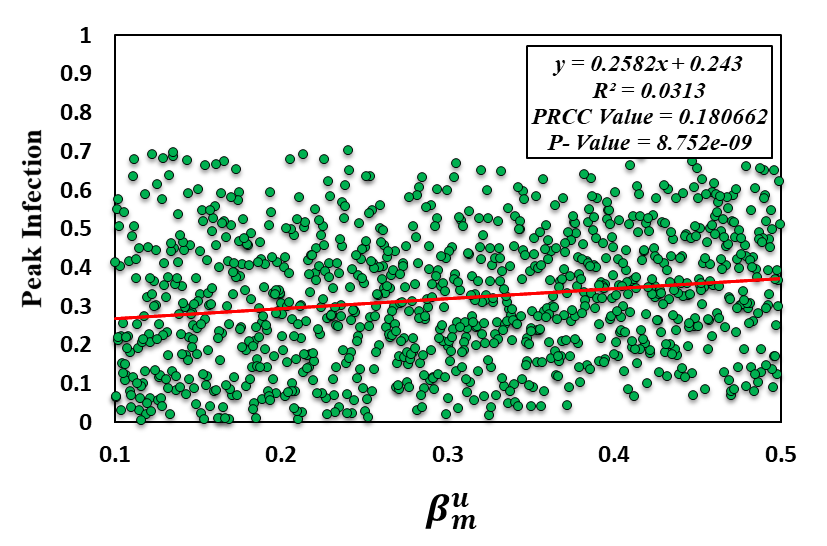 1
0.9
0.8
0.7
0.6
0.5
0.4
0.3
0.2
0.1
0
Peak Infection
y = 0.2582x + 0.243
R² = 0.0313
PRCC Value = 0.180662
P- Value = 8.752e-09
0.1 0.2 0.3 0.4 0.5
βᵤₘ